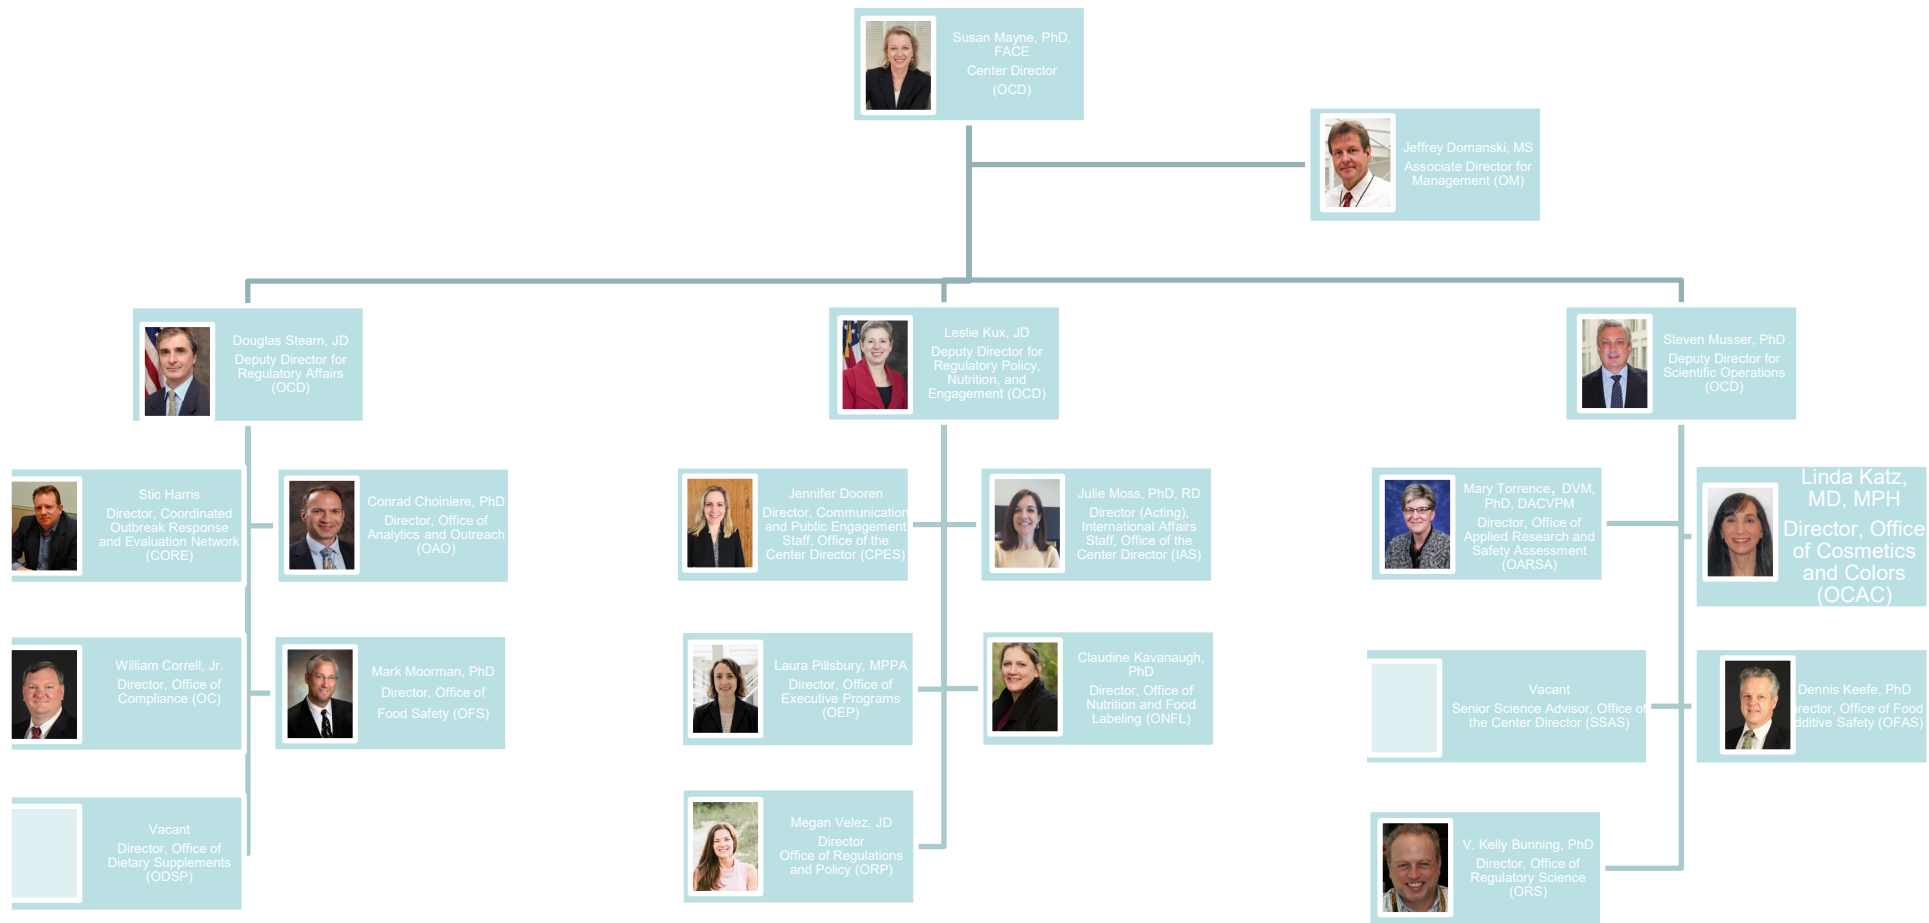 Susan Mayne, PhD,
FACE
Center Director
(OCD)
Jeffrey Domanski, MS
Associate Director for
Management (OM)
Douglas Stearn, JD
Deputy Director for
Regulatory Affairs
(OCD)
Leslie Kux, JD
Deputy Director for
Regulatory Policy,
Nutrition, and
Engagement (OCD)
Steven Musser, PhD
Deputy Director for
Scientific Operations
(OCD)
Stic Harris
Director, Coordinated
Outbreak Response
and Evaluation Network
(CORE)
Conrad Choiniere, PhD
Director, Office of
Analytics and Outreach
(OAO)
Jennifer Dooren
Director, Communication
and Public Engagement
Staff, Office of the
Center Director (CPES)
Julie Moss, PhD, RD
Director (Acting),
International Affairs
Staff, Office of the
Center Director (IAS)
Mary Torrence, DVM,
PhD, DACVPM
Director, Office of
Applied Research and
Safety Assessment
(OARSA)
Linda Katz,
MD, MPH
Director, Office
of Cosmetics
and Colors
(OCAC)
William Correll, Jr.
Director, Office of
Compliance (OC)
Mark Moorman, PhD
Director, Office of
Food Safety (OFS)
Laura Pillsbury, MPPA
Director, Office of
Executive Programs
(OEP)
Claudine Kavanaugh,
PhD
Director, Office of
Nutrition and Food
Labeling (ONFL)
Vacant
Senior Science Advisor, Office of
the Center Director (SSAS)
Dennis Keefe, PhD
irector, Office of Food
dditive Safety (OFAS)
Vacant
Director, Office of
Dietary Supplements
(ODSP)
Megan Velez, JD
Director
Office of Regulations
and Policy (ORP)
V. Kelly Bunning, PhD
Director, Office of
Regulatory Science
(ORS)